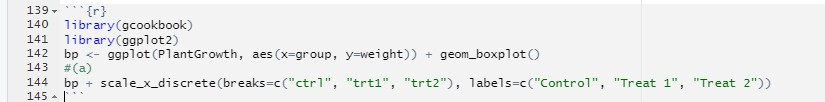 139 ```{r}
140 library(gcookbook)
141 library(ggplot2)
142 bp <- ggplot(PlantGrowth, aes(x=group, y=weight)) + geom_boxplot()
143 #(a)
144 bp + scale_x_discrete(breaks=c("ctrl", "trt1", "trt2"), labels=c("Control", "Treat 1", "Treat 2"))
145 ```